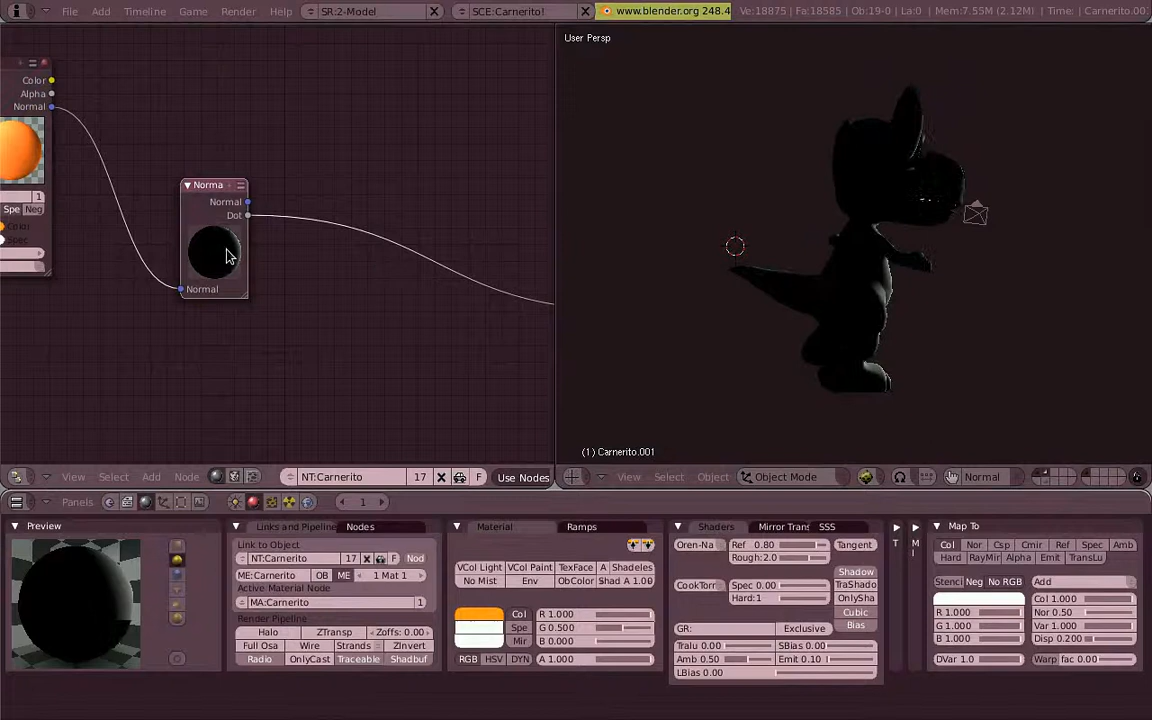 File Add Timeline Game Render Help SR:2-Model SCE:Carnerito! www.blender.org 248.4 Ve:18875 | Fa:18585 | Ob:19-0 | La:0 | Mem:7.55M (2.12M) | Time: | Carnerito.00
User Persp
Color
Alpha
Normal
1
Spe Neg
Color
Spec
Norma
Normal
Dot
Normal
(1) Carnerito.001
View Select Add Node NT:Carnerito 17 F Use Nodes
View Select Object Object Mode Normal
Panels 1
Preview
Links and Pipeline Nodes
Link to Object
NT:Carnerito 17 F Nod
ME:Carnerito OB ME 1 Mat 1
Active Material Node
MA:Carnerito 1
Render Pipeline
Halo ZTransp Zoffs: 0.00
Full Osa Wire Strands ZInvert
Radio OnlyCast Traceable Shadbuf
Material Ramps
VCol Light VCol Paint TexFace A Shadeles
No Mist Env ObColor Shad A 1.00
Col R 1.000
Spe G 0.500
Mir B 0.000
RGB HSV DYN A 1.000
Shaders Mirror Tran SSS
Oren-Na Ref 0.80 Tangent
Rough:2.0
Shadow
CookTorr Spec 0.00 TraShado
Hard:1 OnlySha
Cubic
GR: Exclusive Bias
Tralu 0.00 SBias 0.00
Amb 0.50 Emit 0.10
LBias 0.00
T
M
I
Map To
Col Nor Csp Cmir Ref Spec Amb
Hard RayMir Alpha Emit TransLu
Stenci Neg No RGB Add
Col 1.000
R 1.000 Nor 0.50
G 1.000 Var 1.000
B 1.000 Disp 0.200
DVar 1.0 Warp fac 0.00